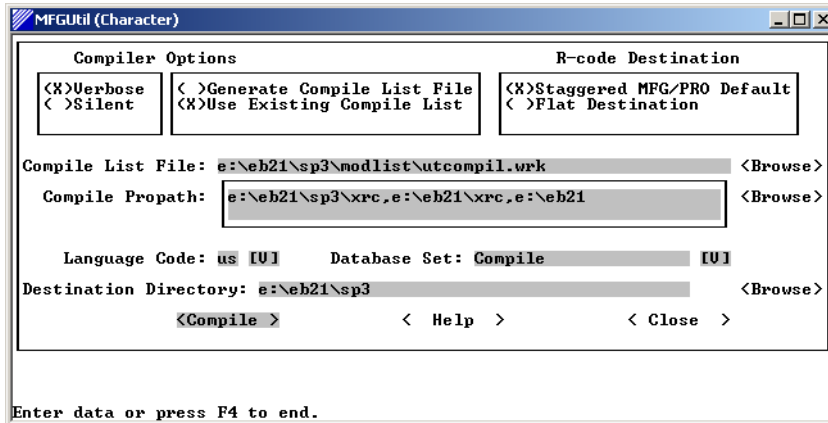 MFGUtil (Character)
Compiler Options R-code Destination
(X)Verbose ( )Generate Compile List File (X)Staggered MFG/PRO Default
( )Silent (X)Use Existing Compile List ( )Flat Destination
Compile List File: e:\eb21\sp3\modlist\utcompil.wrk <Browse>
Compile Propath: e:\eb21\sp3\xrc,e:\eb21\xrc,e:\eb21 <Browse>
Language Code: us [V] Database Set: Compile [V]
Destination Directory: e:\eb21\sp3 <Browse>
<Compile > < Help > < Close >
Enter data or press F4 to end.